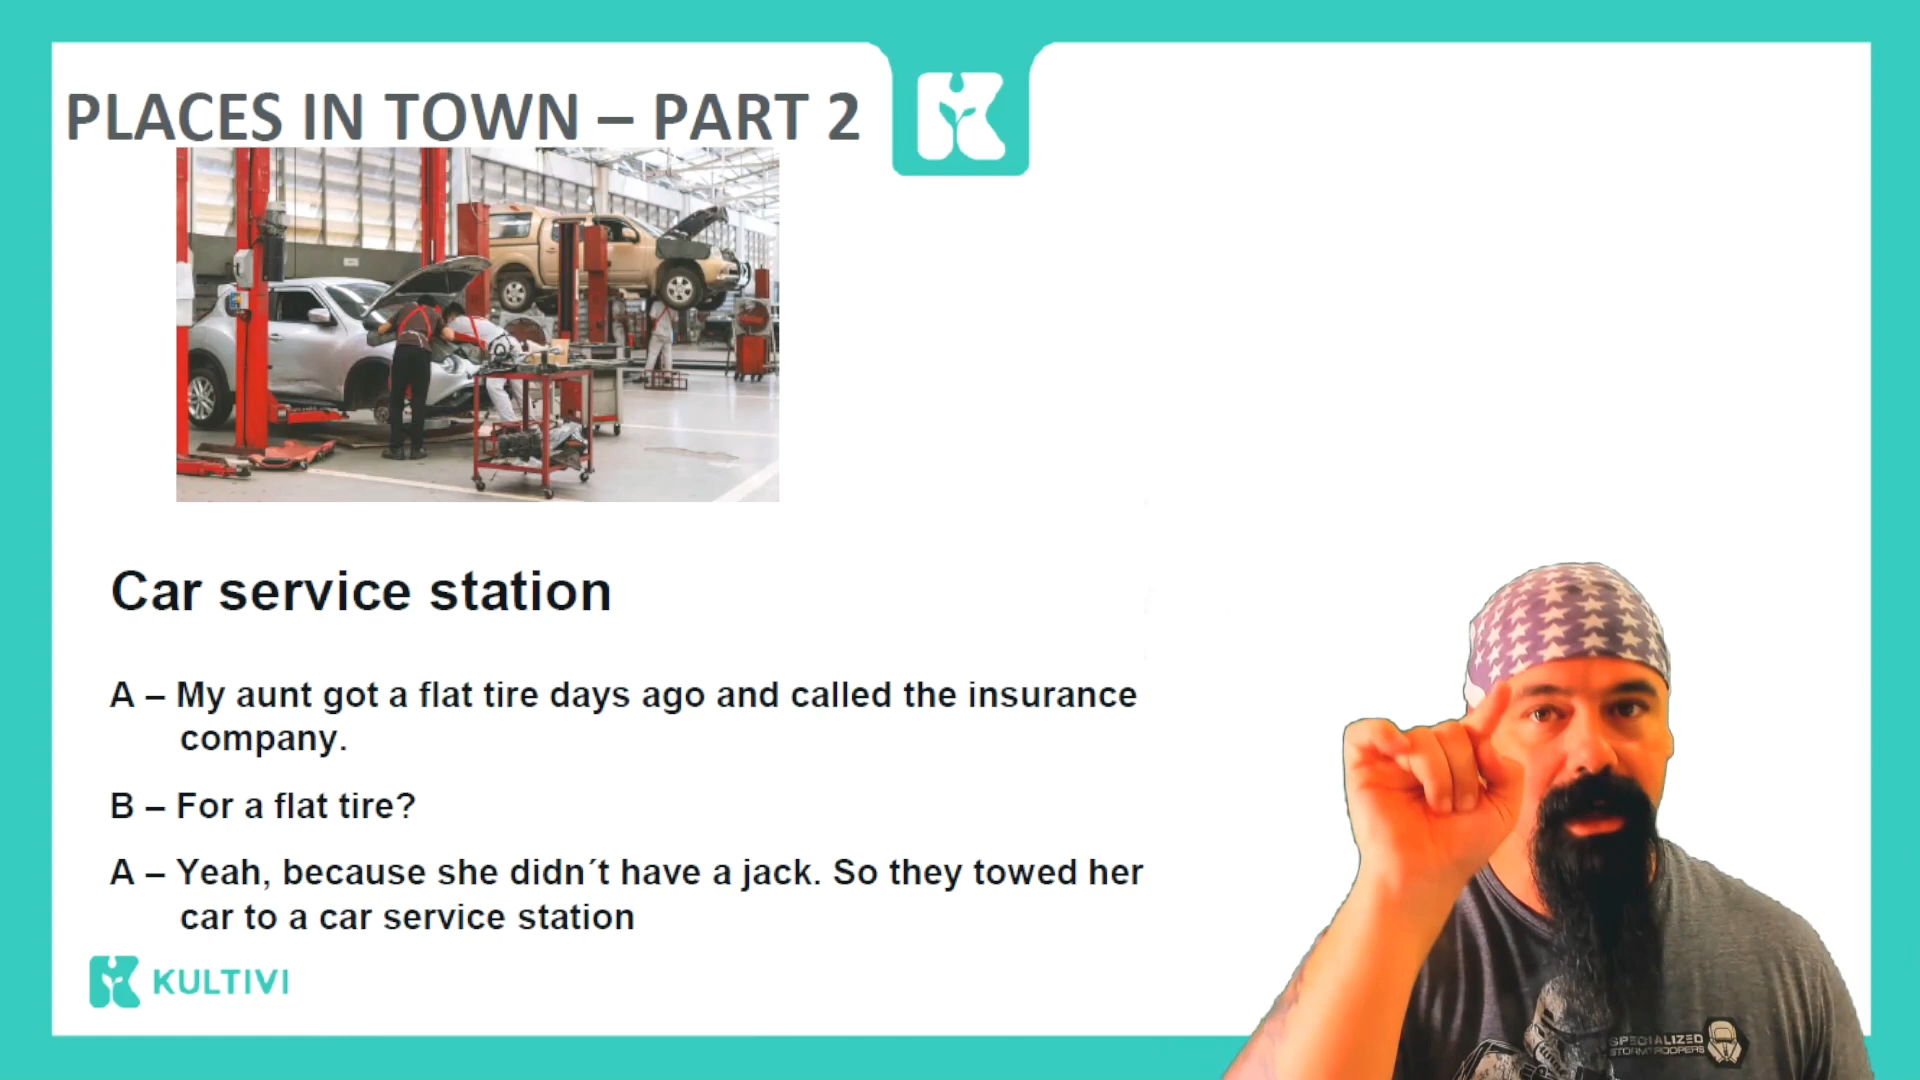 PLACES IN TOWN – PART 2
Car service station
A – My aunt got a flat tire days ago and called the insurance
company.
B – For a flat tire?
A – Yeah, because she didn´t have a jack. So they towed her
car to a car service station
KULTIVI
SPECIALIZED
STORMTROOPERS